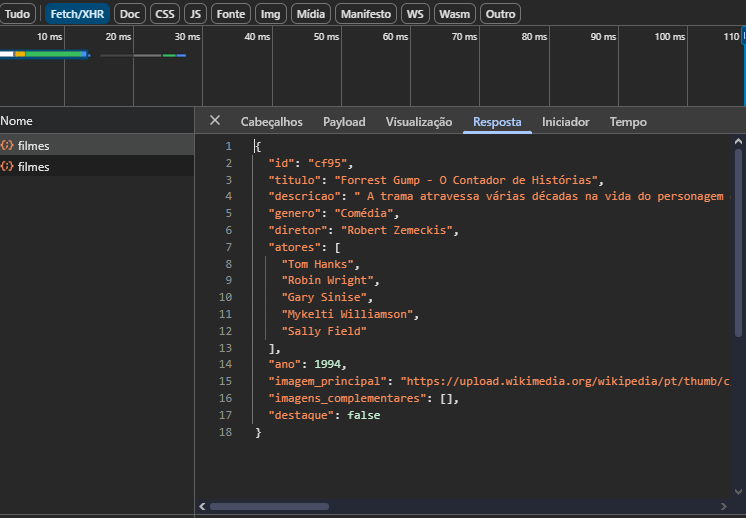 Tudo Fetch/XHR Doc CSS JS Fonte Img Mídia Manifesto WS Wasm Outro
10 ms 20 ms 30 ms 40 ms 50 ms 60 ms 70 ms 80 ms 90 ms 100 ms 110
Nome
filmes
filmes
Cabeçalhos Payload Visualização Resposta Iniciador Tempo
1 {
2 "id": "cf95",
3 "titulo": "Forrest Gump - O Contador de Histórias",
4 "descricao": " A trama atravessa várias décadas na vida do personagem
5 "genero": "Comédia",
6 "diretor": "Robert Zemeckis",
7 "atores": [
8 "Tom Hanks",
9 "Robin Wright",
10 "Gary Sinise",
11 "Mykelti Williamson",
12 "Sally Field"
13 ],
14 "ano": 1994,
15 "imagem_principal": "https://upload.wikimedia.org/wikipedia/pt/thumb/c
16 "imagens_complementares": [],
17 "destaque": false
18 }